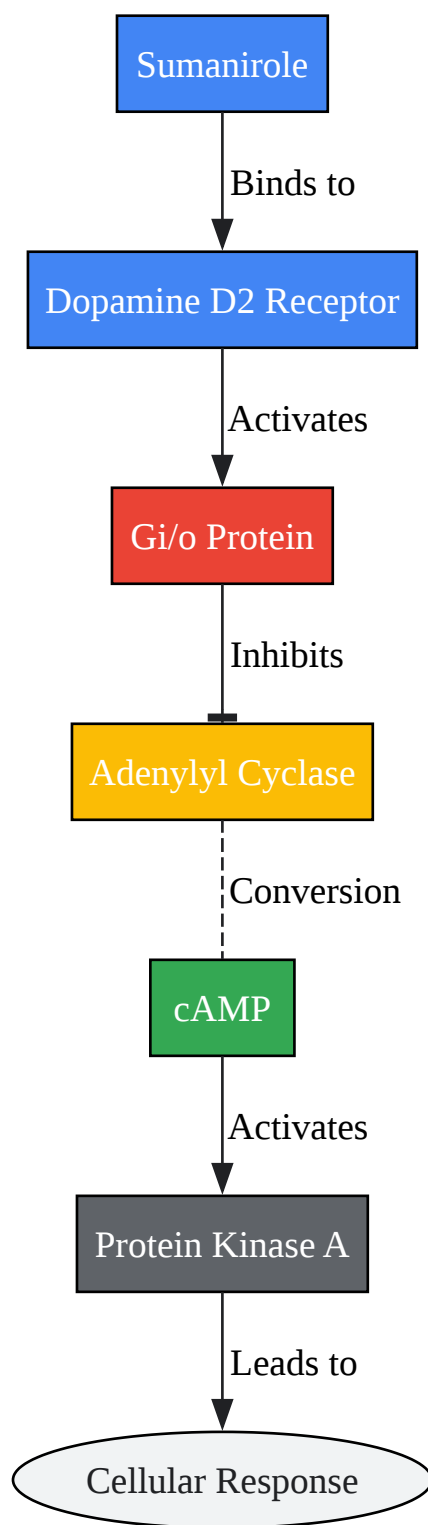 Sumanirole
Binds to
Dopamine D2 Receptor
Activates
Gi/o Protein
Inhibits
Adenylyl Cyclase
Conversion
cAMP
Activates
Protein Kinase A
Leads to
Cellular Response